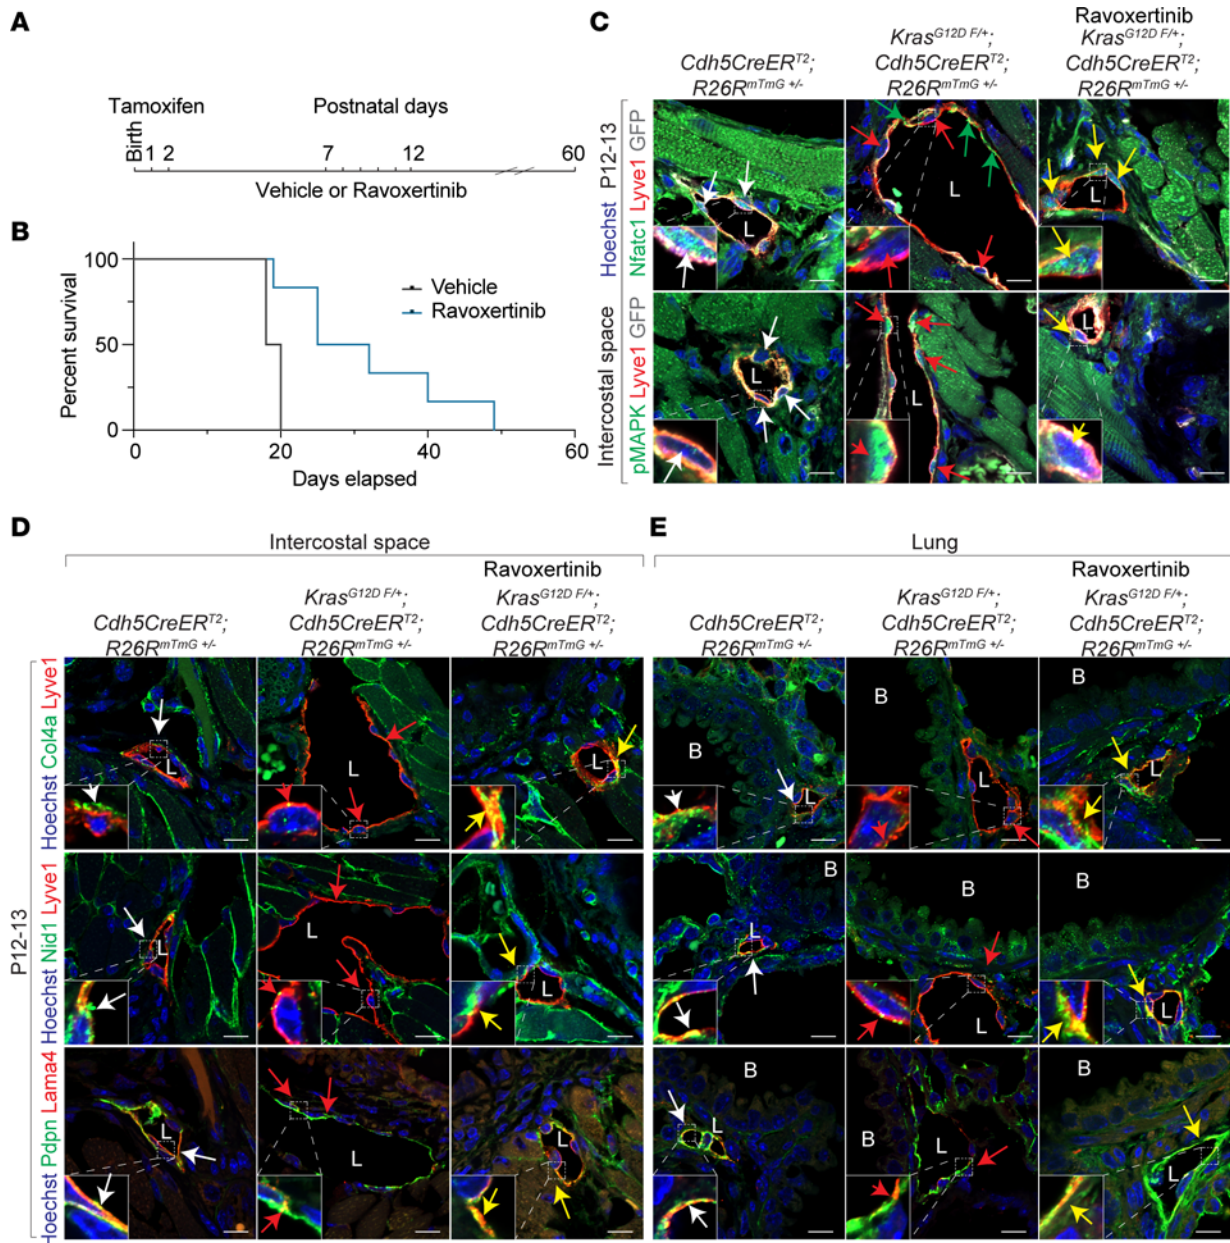 A
Tamoxifen
Postnatal days
Birth
1 2 7 12 60
Vehicle or Ravoxertinib
B
Percent survival
100
50
0
Vehicle
Ravoxertinib
0 20 40 60
Days elapsed
C
Cdh5CreERT2;
R26RmTmG +/-
KrasG12D F/+;
Cdh5CreERT2;
R26RmTmG +/-
Ravoxertinib
KrasG12D F/+;
Cdh5CreERT2;
R26RmTmG +/-
Intercostal space P12-13
Hoechst
Nfatc1 Lyve1 GFP
pMAPK Lyve1 GFP
L L L
L L L
D
Intercostal space
Cdh5CreERT2;
R26RmTmG +/-
KrasG12D F/+;
Cdh5CreERT2;
R26RmTmG +/-
Ravoxertinib
KrasG12D F/+;
Cdh5CreERT2;
R26RmTmG +/-
P12-13
Hoechst Col4a Lyve1
L L L
Hoechst Nid1 Lyve1
L L L
Hoechst Pdpn Lama4
L L L
E
Lung
Cdh5CreERT2;
R26RmTmG +/-
KrasG12D F/+;
Cdh5CreERT2;
R26RmTmG +/-
Ravoxertinib
KrasG12D F/+;
Cdh5CreERT2;
R26RmTmG +/-
B L B L B L
B L B L B L
B L B L B L